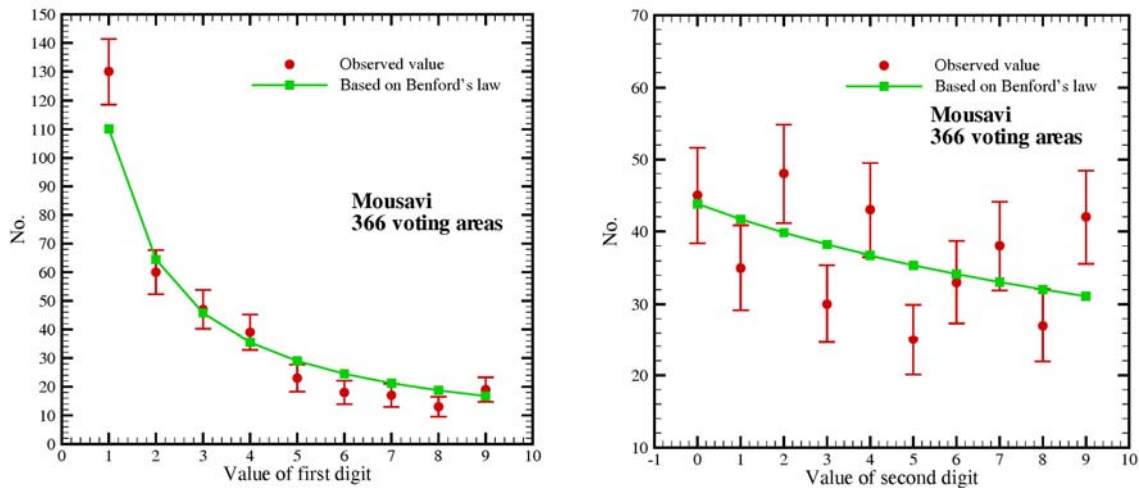 150
140
130
120
110
100
90
80
70
60
50
40
30
20
10
0
No.
Observed value
Based on Benford's law
Mousavi
366 voting areas
0 1 2 3 4 5 6 7 8 9 10
Value of first digit
70
60
50
40
30
20
10
No.
Observed value
Based on Benford's law
Mousavi
366 voting areas
-1 0 1 2 3 4 5 6 7 8 9 10
Value of second digit